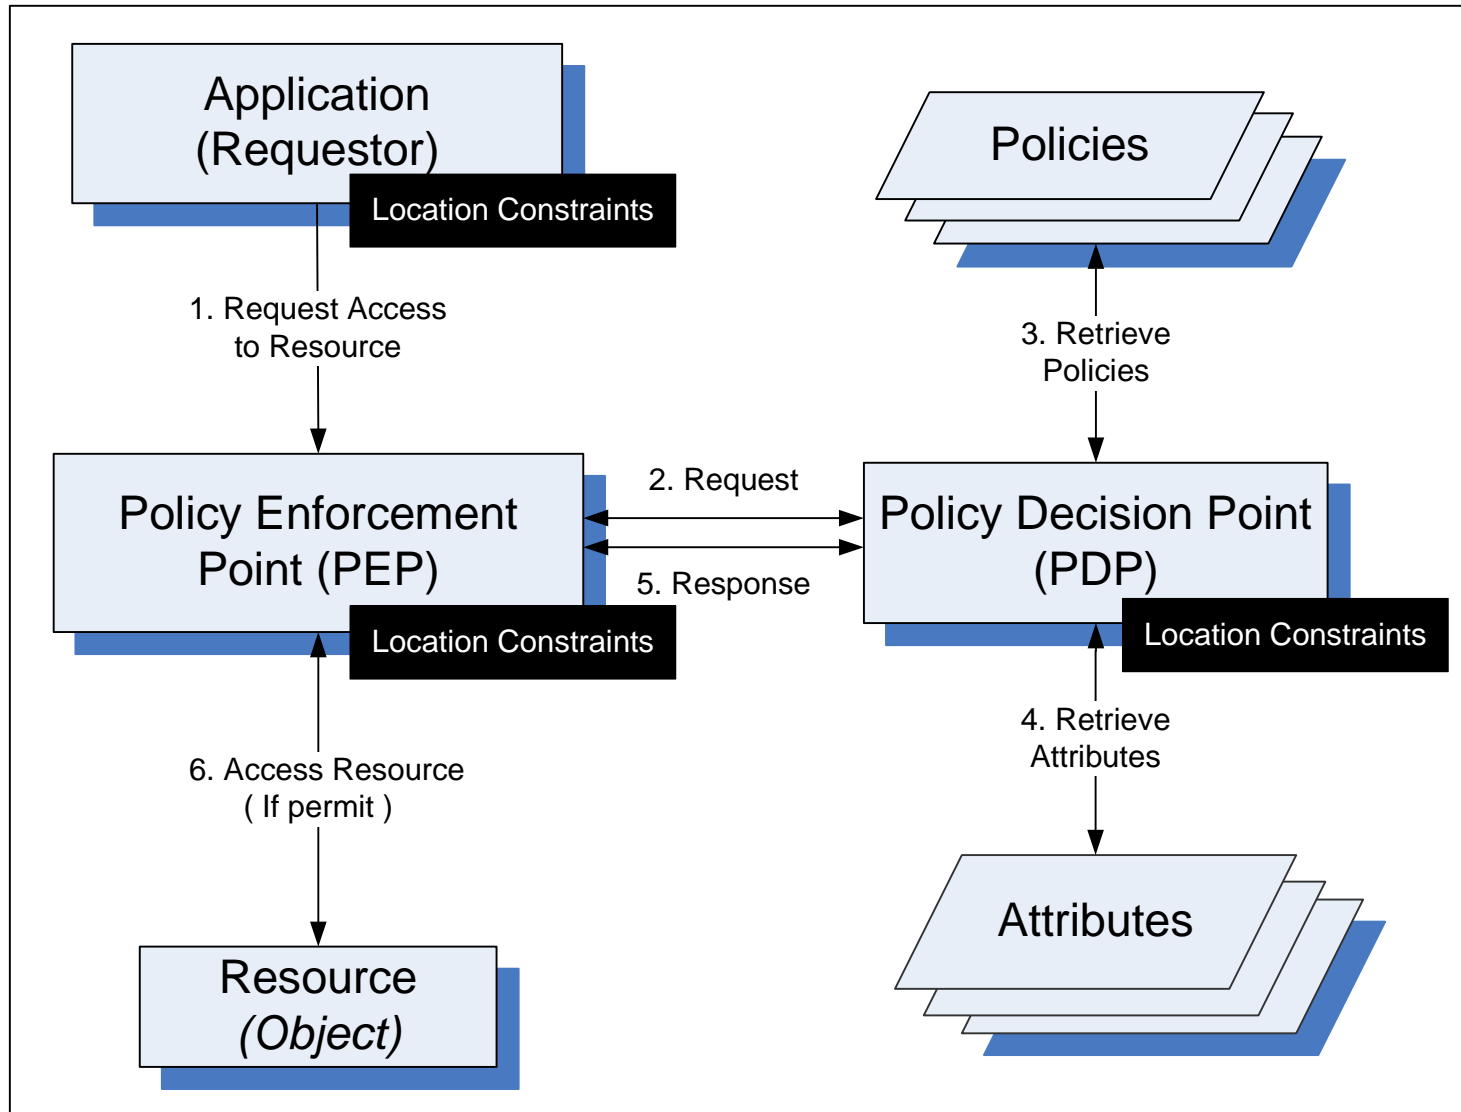 Application
(Requestor)
Location Constraints
Policies
1. Request Access
to Resource
3. Retrieve
Policies
Policy Enforcement
Point (PEP)
Location Constraints
2. Request
5. Response
Policy Decision Point
(PDP)
Location Constraints
6. Access Resource
( If permit )
4. Retrieve
Attributes
Resource
(Object)
Attributes